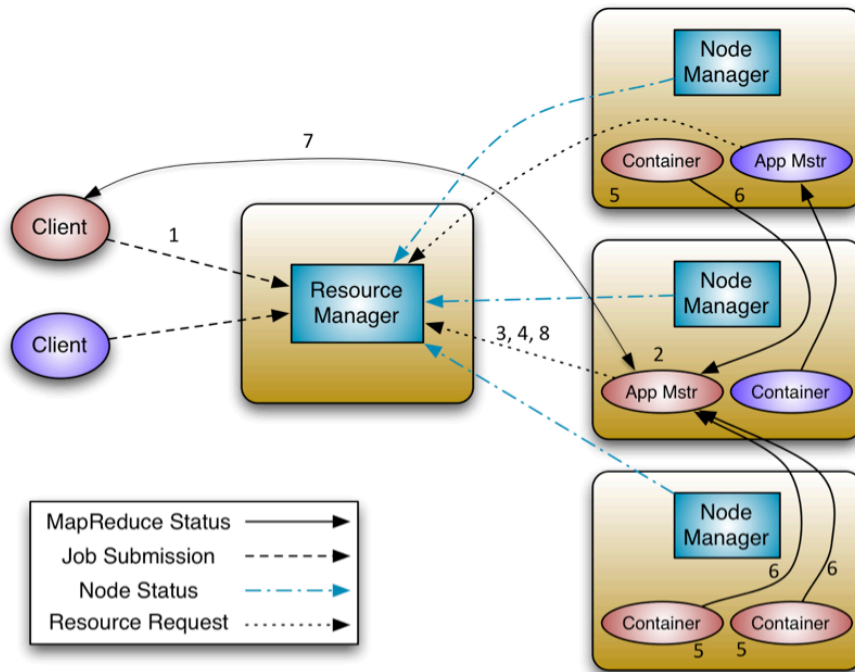 Node
Manager
7
Container
App Mstr
5
6
Client
1
Resource
Manager
Node
Manager
3, 4, 8
2
Client
App Mstr
Container
Node
Manager
MapReduce Status
Job Submission
Node Status
Resource Request
6
6
Container
Container
5
5